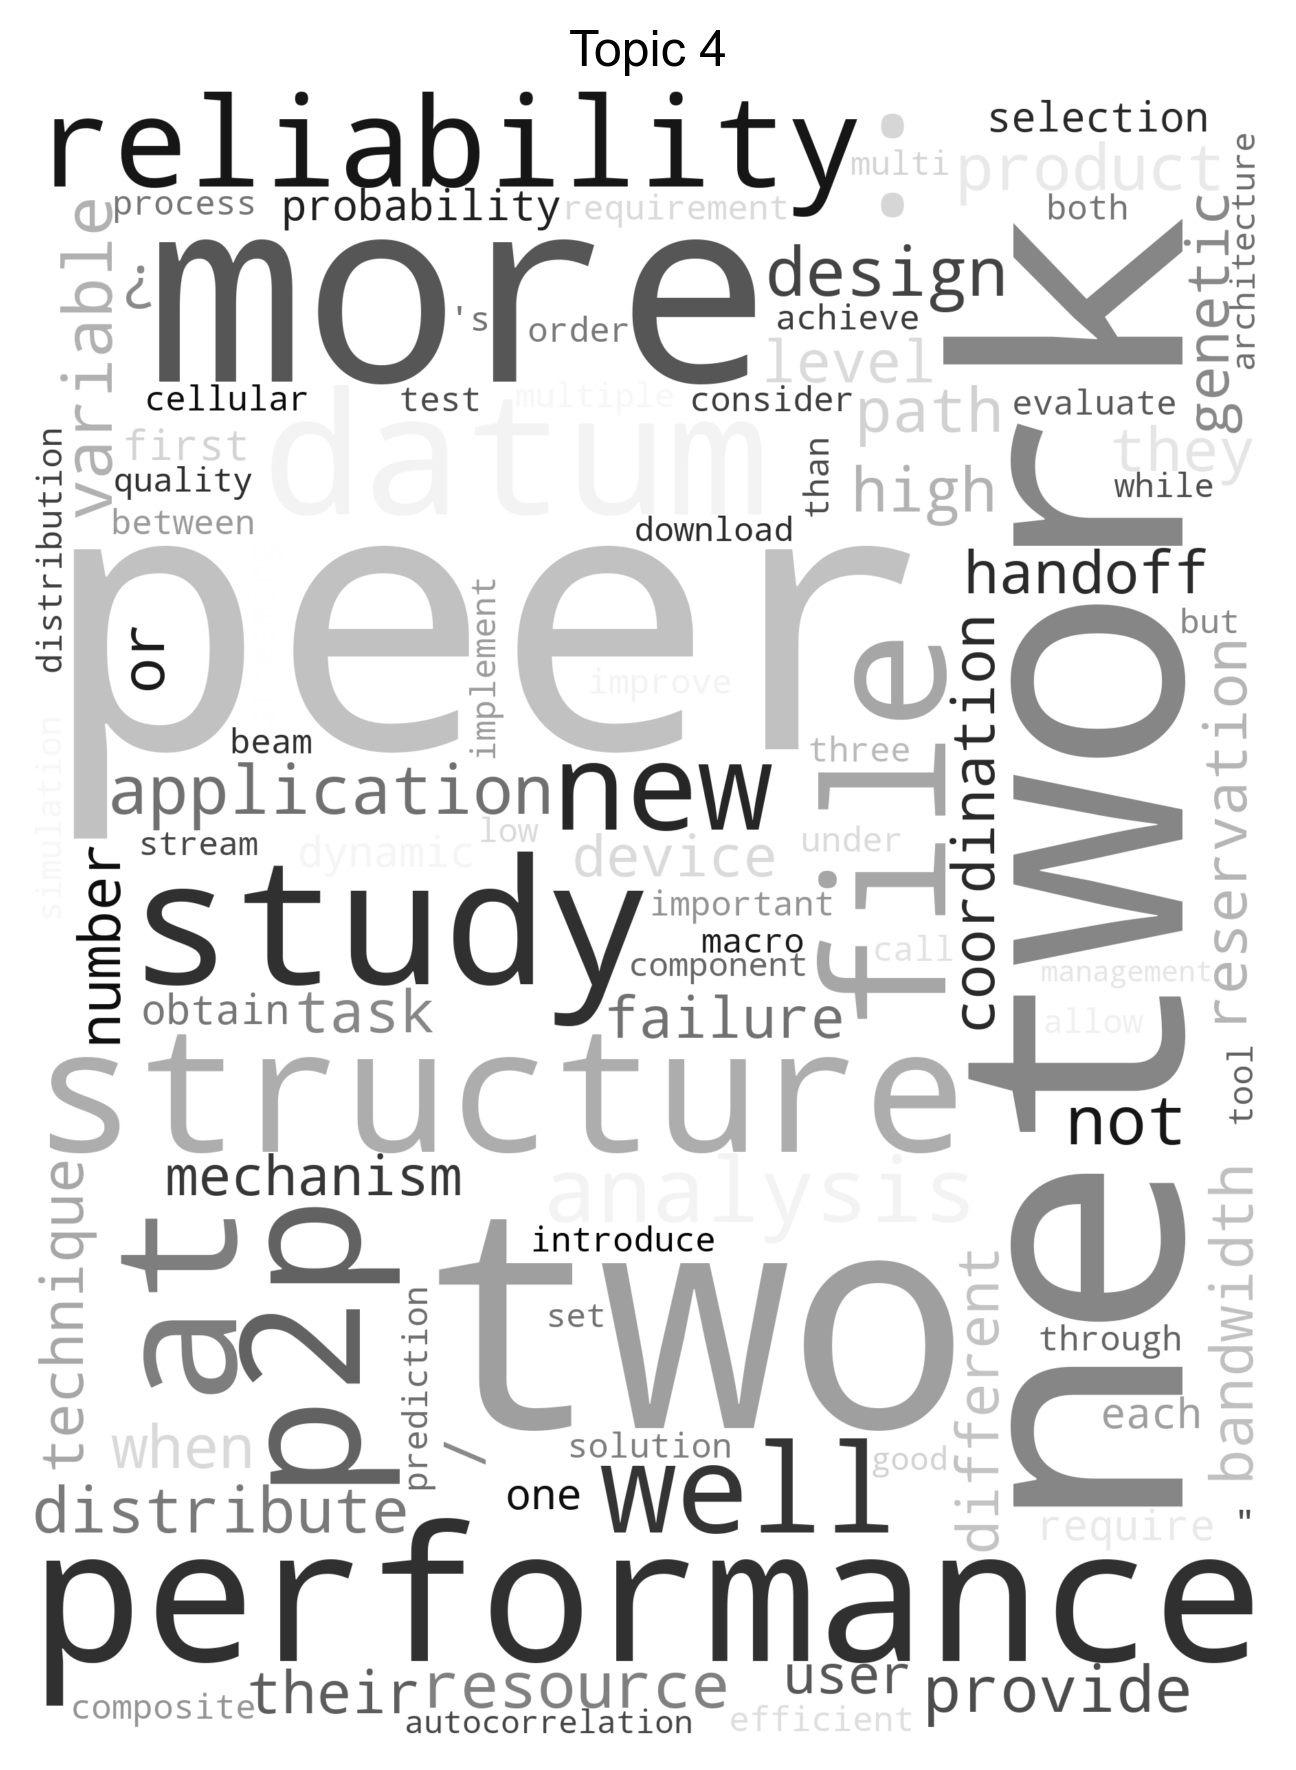 Topic 4
reliability
:
multi
selection
product
architecture
process
probability
requirement
both
variable
¿
more
's
order
design
achieve
level
genetic
network
cellular
test
multiple
consider
path
evaluate
they
first
datum
than
high
while
distribution
quality
between
download
peer
handoff
or
implement
improve
file
coordination
but
reservation
simulation
beam
three
application
new
stream
dynamic
low
device
under
number
study
important
macro
component
call
management
obtain
task
failure
allow
structure
tool
not
technique
mechanism
analysis
at
p2p
two
introduce
set
prediction
/
different
through
bandwidth
each
when
solution
good
one
well
distribute
require
"
performance
composite
their
resource
autocorrelation
user
efficient
provide